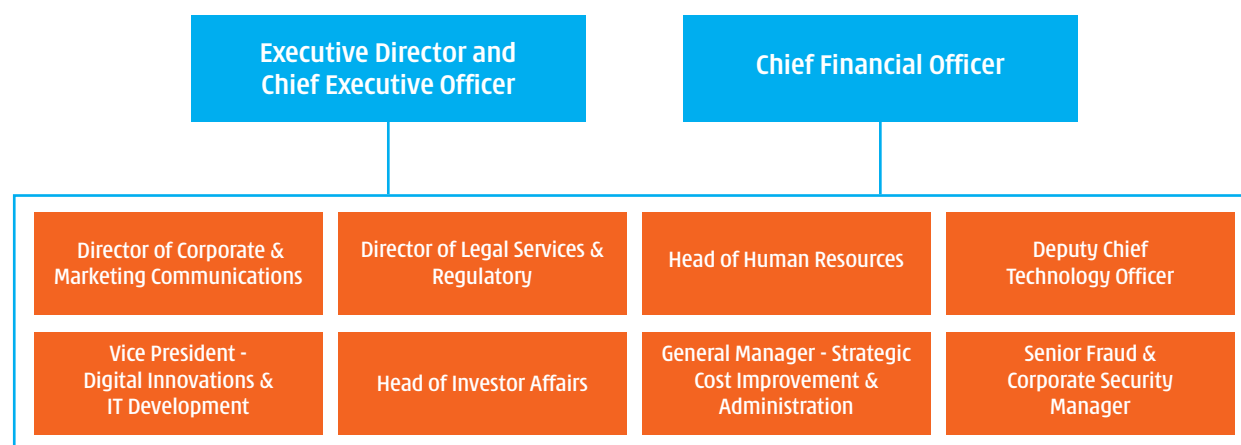 Executive Director and
Chief Executive Officer
Chief Financial Officer
Director of Corporate &
Marketing Communications
Director of Legal Services &
Regulatory
Head of Human Resources
Deputy Chief
Technology Officer
Vice President -
Digital Innovations &
IT Development
Head of Investor Affairs
General Manager - Strategic
Cost Improvement &
Administration
Senior Fraud &
Corporate Security
Manager